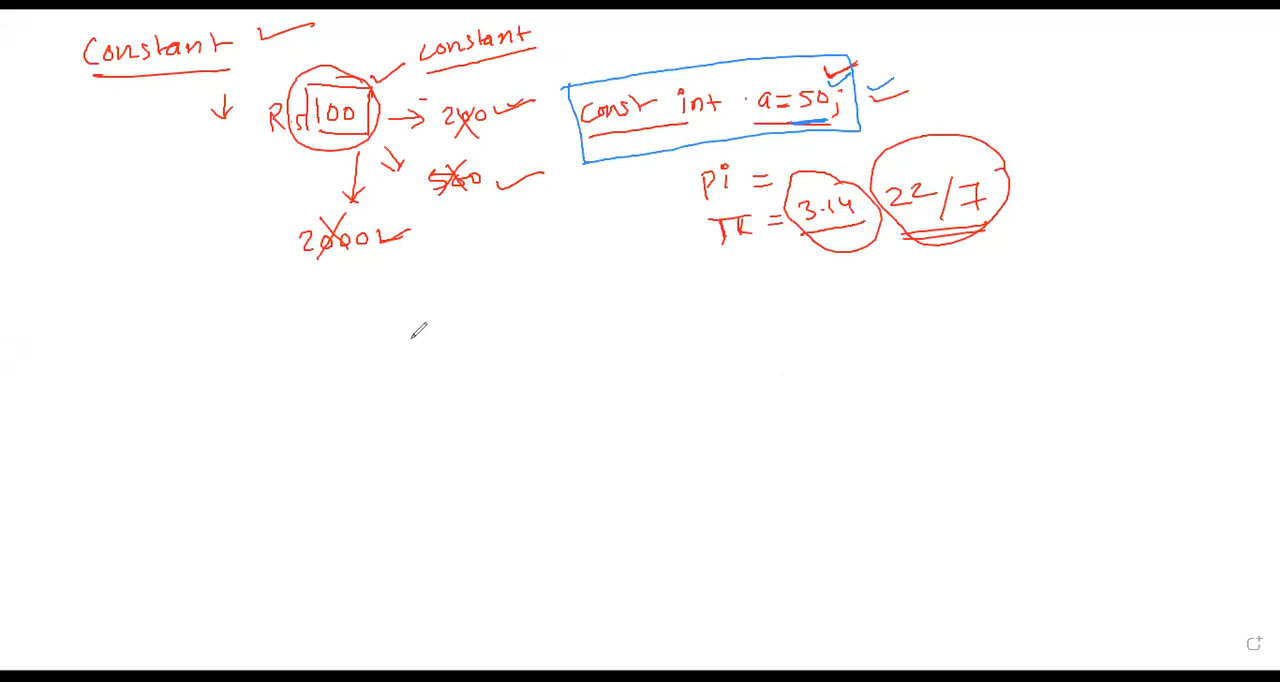 Constant
constant
Rs 100 → 200
500
2000
const int a = 50;
pi =
π = 3.14 22/7